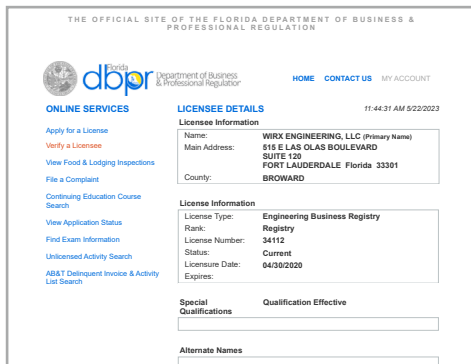 THE OFFICIAL SITE OF THE FLORIDA DEPARTMENT OF BUSINESS &
PROFESSIONAL REGULATION
Florida
dbpr Department of Business
& Professional Regulation
HOME CONTACT US MY ACCOUNT
ONLINE SERVICES
Apply for a License
Verify a Licensee
View Food & Lodging Inspections
File a Complaint
Continuing Education Course
Search
View Application Status
Find Exam Information
Unlicensed Activity Search
AB&T Delinquent Invoice & Activity
List Search
LICENSEE DETAILS 11:44:31 AM 5/22/2023
Licensee Information
Name: WIRX ENGINEERING, LLC (Primary Name)
Main Address: 515 E LAS OLAS BOULEVARD
SUITE 120
FORT LAUDERDALE Florida 33301
County: BROWARD
License Information
License Type: Engineering Business Registry
Rank: Registry
License Number: 34112
Status: Current
Licensure Date: 04/30/2020
Expires:
Special Qualification Effective
Qualifications
Alternate Names